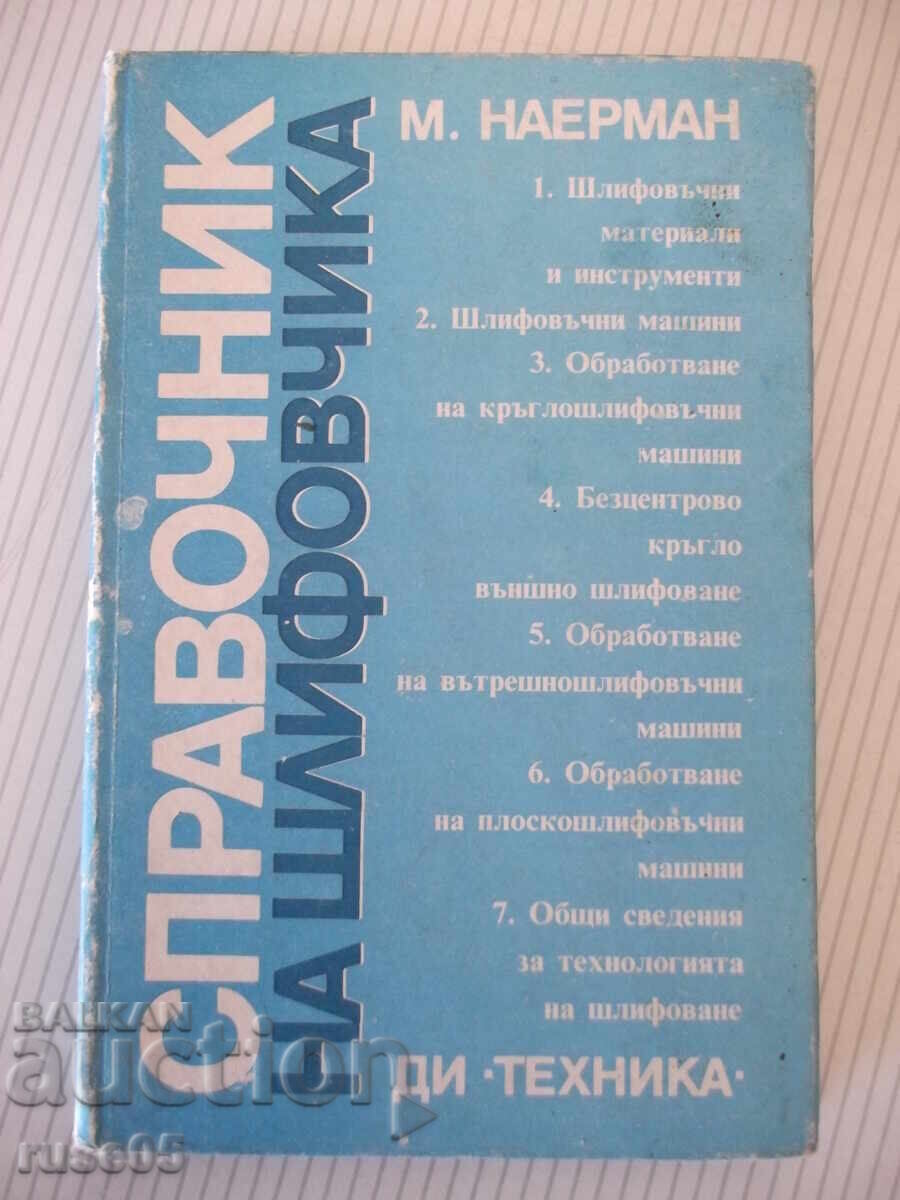 СПРАВОЧНИК
НА ШЛИФОВЧИКА
М. НАЕРМАН
1. Шлифовъчни
материали
и инструменти
2. Шлифовъчни машини
3. Обработване
на кръглошлифовъчни
машини
4. Безцентрово
кръгло
външно шлифоване
5. Обработване
на вътрешношлифовъчни
машини
6. Обработване
на плоскошлифовъчни
машини
7. Общи сведения
за технологията
на шлифоване
ДИ ·ТЕХНИКА·
BALKAN
auction
ruse05